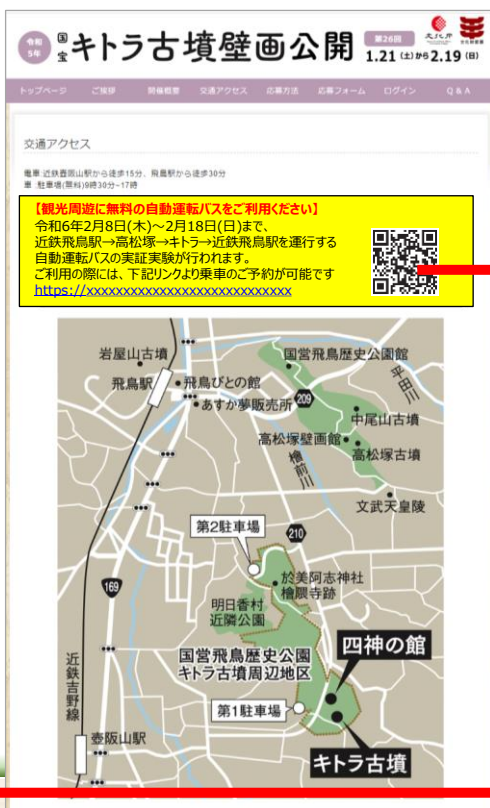 令和
5年
国
宝
キトラ古墳壁画公開
第26回
文化庁
1.21(土)から2.19(日)
トップページ ご挨拶 開催概要 交通アクセス 応募方法 応募フォーム ログイン Q & A
交通アクセス
電車:近鉄壺阪山駅から徒歩15分、飛鳥駅から徒歩30分
車:駐車場(無料)9時30分~17時
【観光周遊に無料の自動運転バスをご利用ください】
令和6年2月8日(木)~2月18日(日)まで、
近鉄飛鳥駅→高松塚→キトラ→近鉄飛鳥駅を運行する
自動運転バスの実証実験が行われます。
ご利用の際には、下記リンクより乗車のご予約が可能です
https://xxxxxxxxxxxxxxxxxxxxxxxxxxxx
岩屋山古墳
国営飛鳥歴史公園館
飛鳥駅
飛鳥びとの館
平田川
あすか夢販売所
209
中尾山古墳
高松塚壁画館
高松塚古墳
檜前川
文武天皇陵
第2駐車場
210
169
於美阿志神社
檜隈寺跡
明日香村
近隣公園
四神の館
国営飛鳥歴史公園
キトラ古墳周辺地区
近鉄吉野線
第1駐車場
壺阪山駅
キトラ古墳